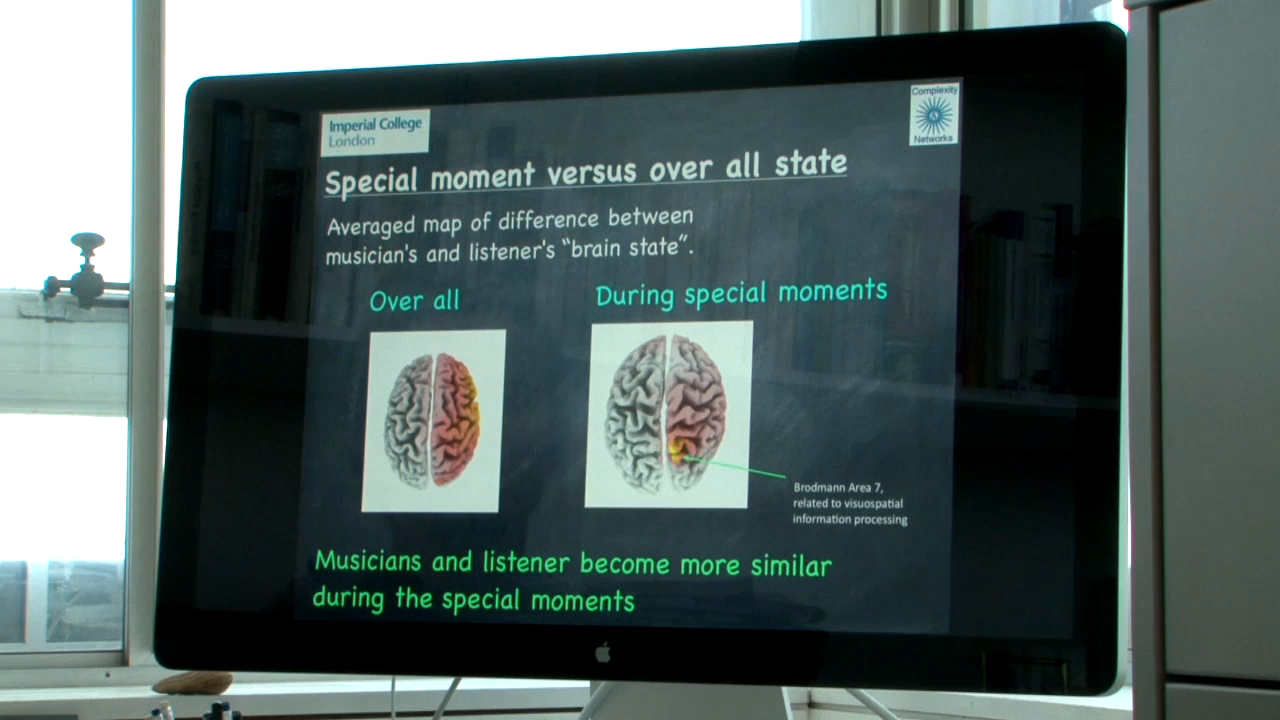 Imperial College
London
Complexity
&
Networks
Special moment versus over all state
Averaged map of difference between
musician's and listener's “brain state”.
Over all
During special moments
Brodmann Area 7,
related to visuospatial
information processing
Musicians and listener become more similar
during the special moments